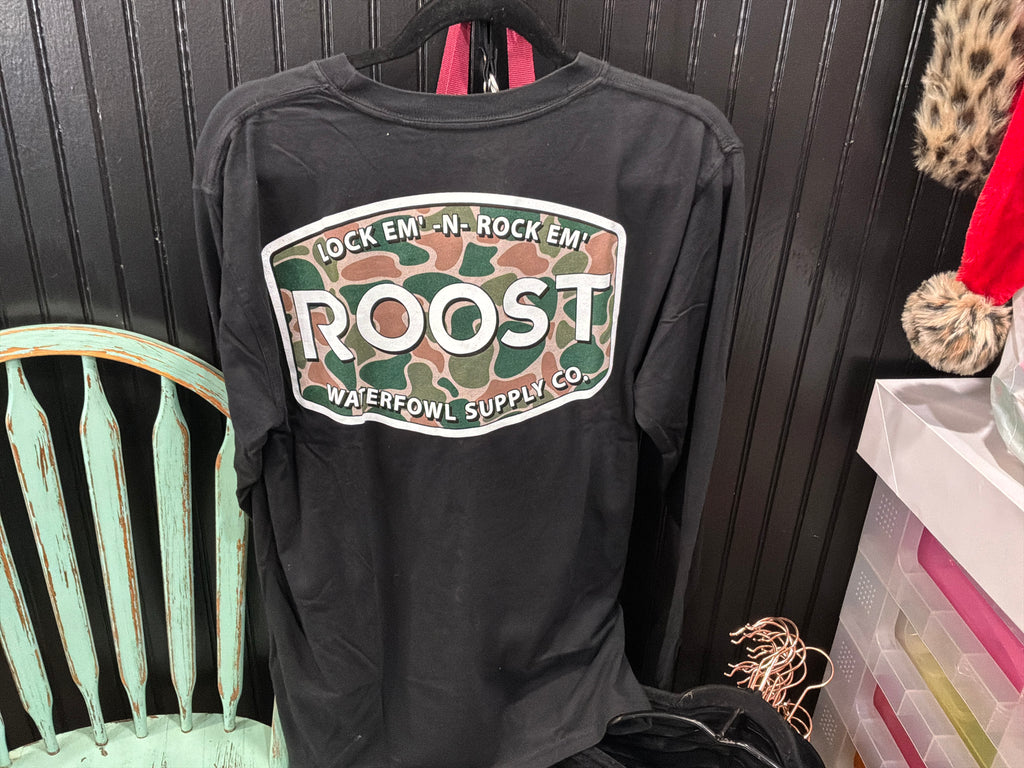 LOCK EM' -N- ROCK EM'
ROOST
WATERFOWL SUPPLY CO.